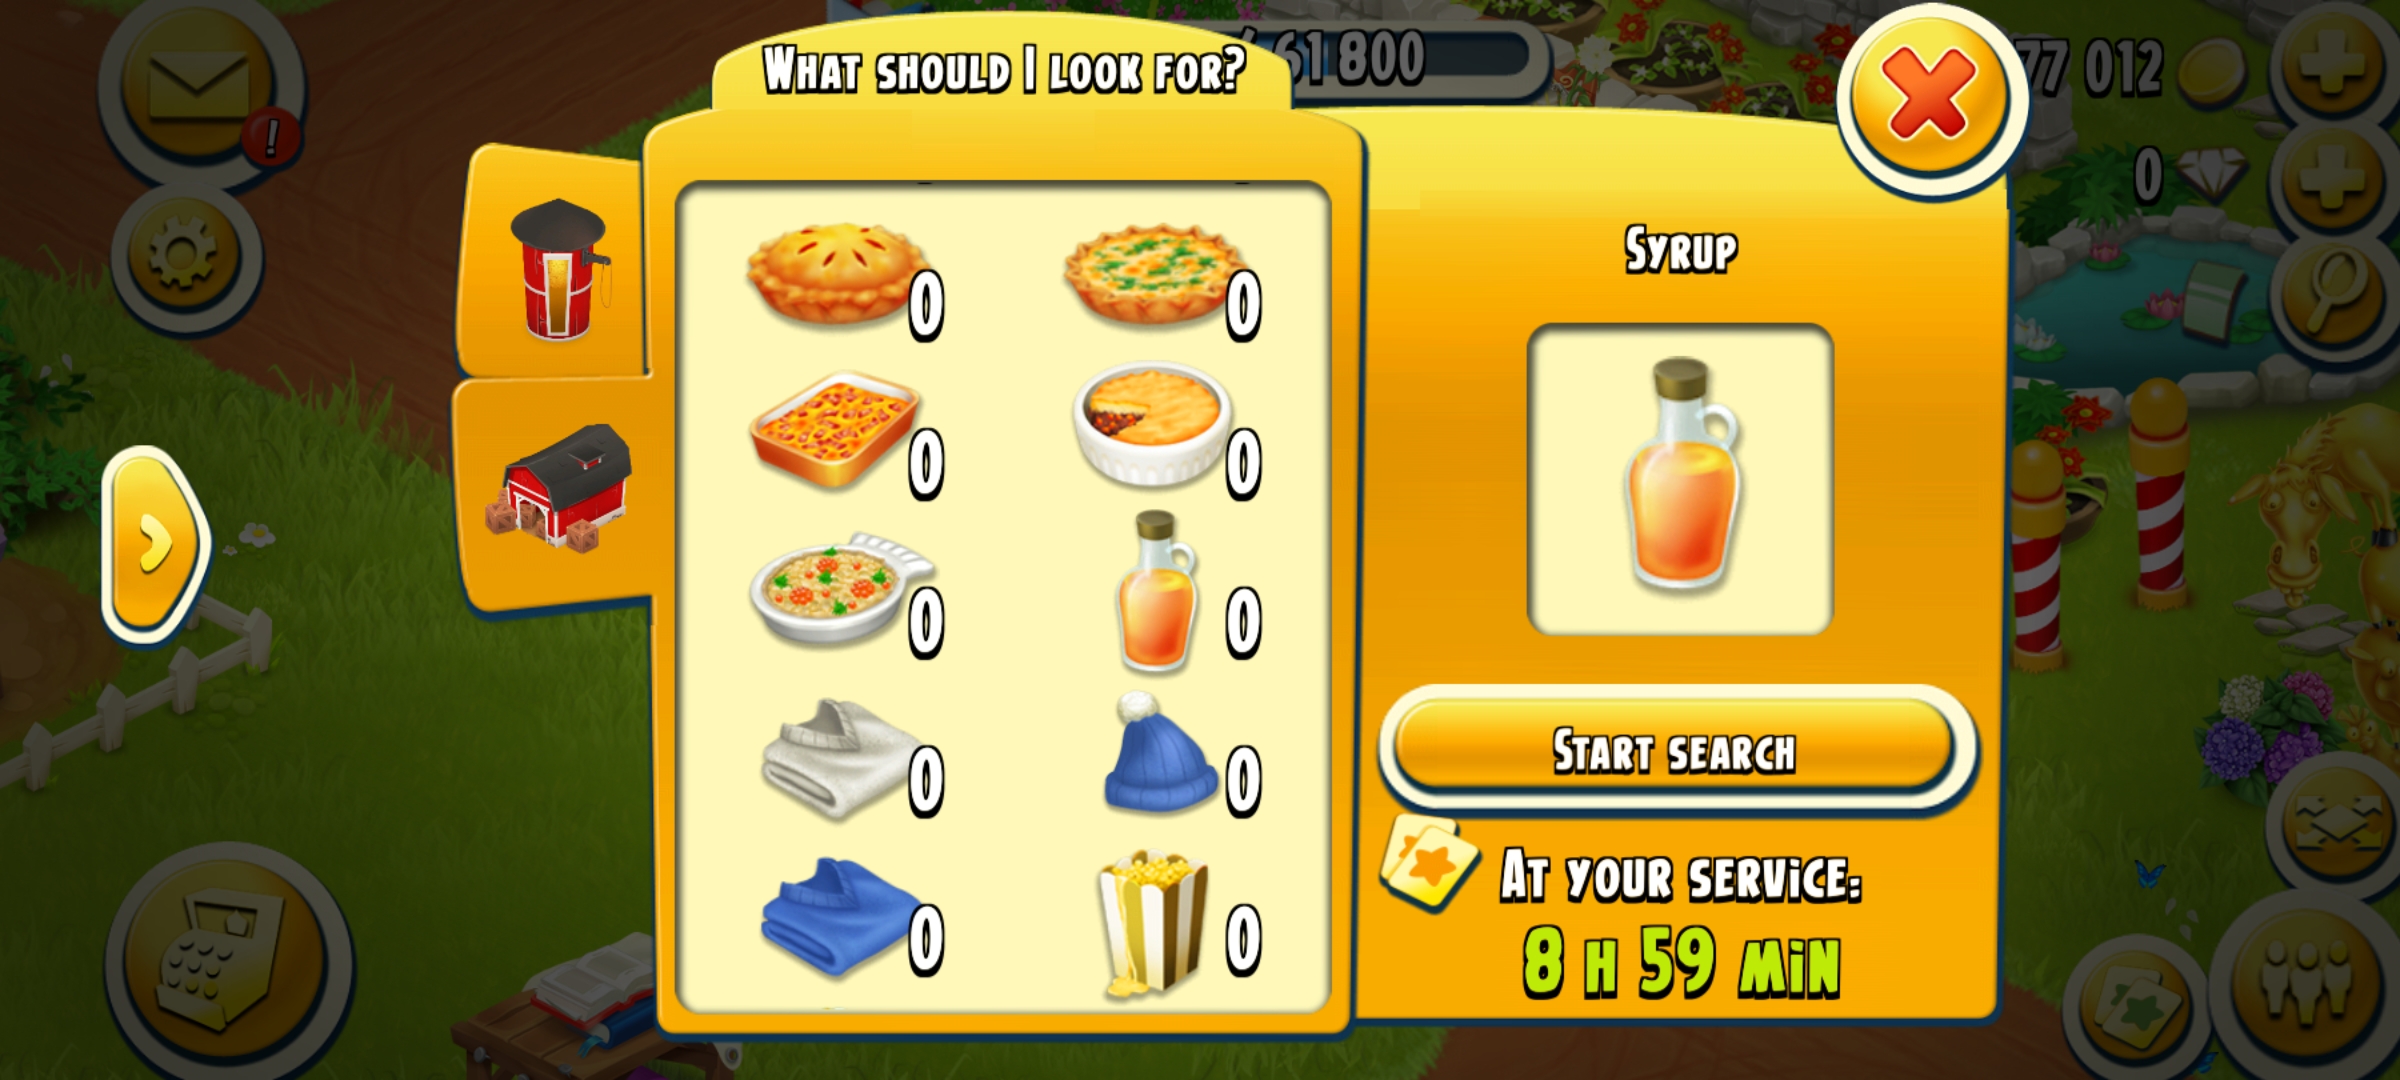 What should I look for?
61 800
77 012
!
0
Syrup
0 0
0 0
0 0
0 0
0 0
Start search
At your service:
8 h 59 min